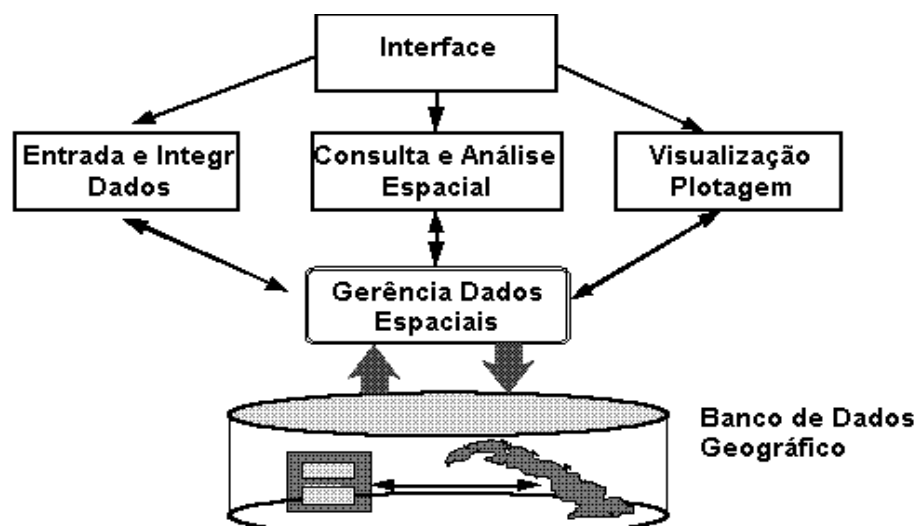 Interface
Entrada e Integr
Dados
Consulta e Análise
Espacial
Visualização
Plotagem
Gerência Dados
Espaciais
Banco de Dados
Geográfico